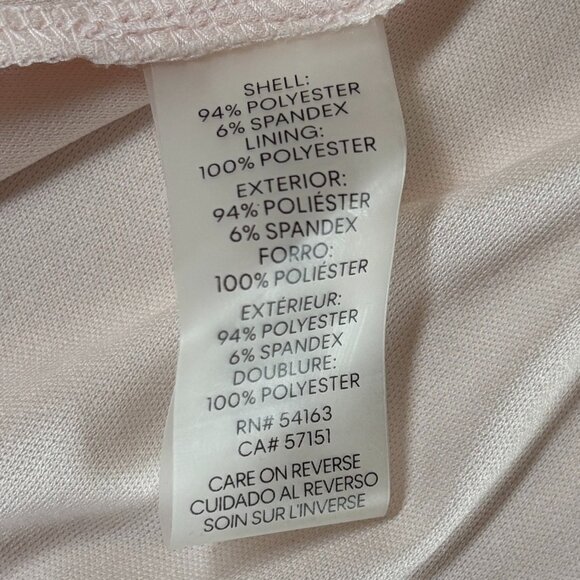 SHELL:
94% POLYESTER
6% SPANDEX
LINING:
100% POLYESTER
EXTERIOR:
94% POLIÉSTER
6% SPANDEX
FORRO:
100% POLIÉSTER
EXTÉRIEUR:
94% POLYESTER
6% SPANDEX
DOUBLURE:
100% POLYESTER
RN# 54163
CA# 57151
CARE ON REVERSE
CUIDADO AL REVERSO
SOIN SUR L'INVERSE